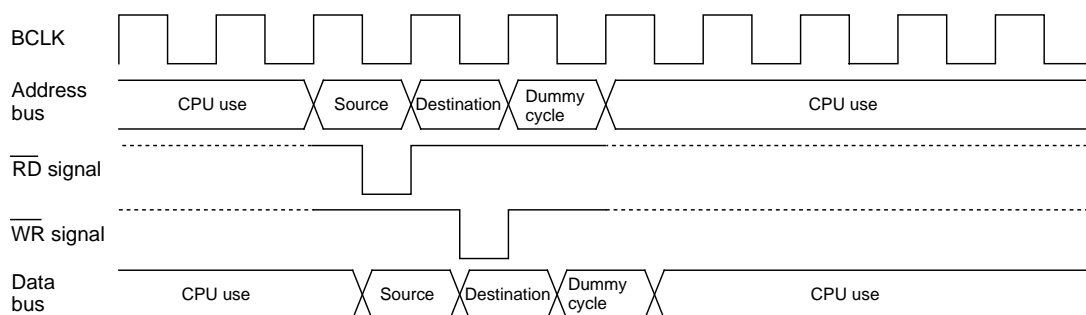 BCLK
Address
bus
CPU use
Source
Destination
Dummy
cycle
CPU use
RD signal
WR signal
Data
bus
CPU use
Source
Destination
Dummy
cycle
CPU use